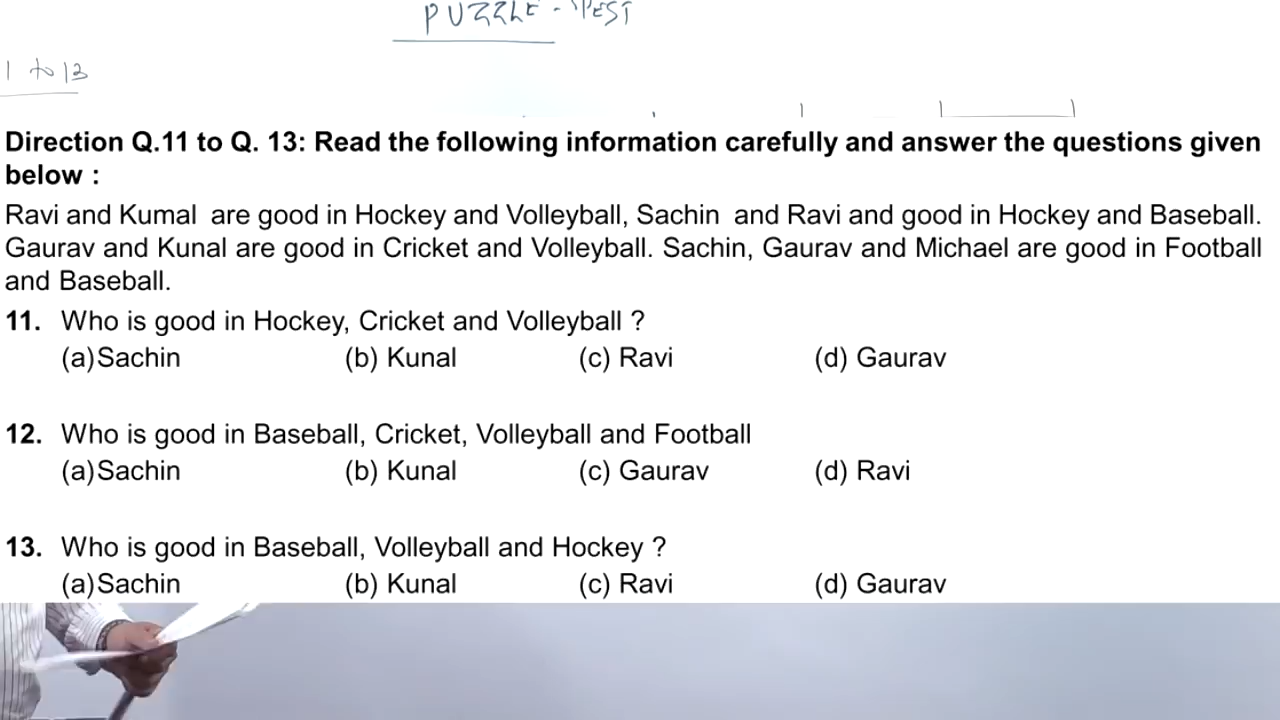 PUZZLE - TEST
1 to 13
Direction Q.11 to Q. 13: Read the following information carefully and answer the questions given
below :
Ravi and Kumal are good in Hockey and Volleyball, Sachin and Ravi and good in Hockey and Baseball.
Gaurav and Kunal are good in Cricket and Volleyball. Sachin, Gaurav and Michael are good in Football
and Baseball.
11. Who is good in Hockey, Cricket and Volleyball ?
(a)Sachin (b) Kunal (c) Ravi (d) Gaurav
12. Who is good in Baseball, Cricket, Volleyball and Football
(a)Sachin (b) Kunal (c) Gaurav (d) Ravi
13. Who is good in Baseball, Volleyball and Hockey ?
(a)Sachin (b) Kunal (c) Ravi (d) Gaurav